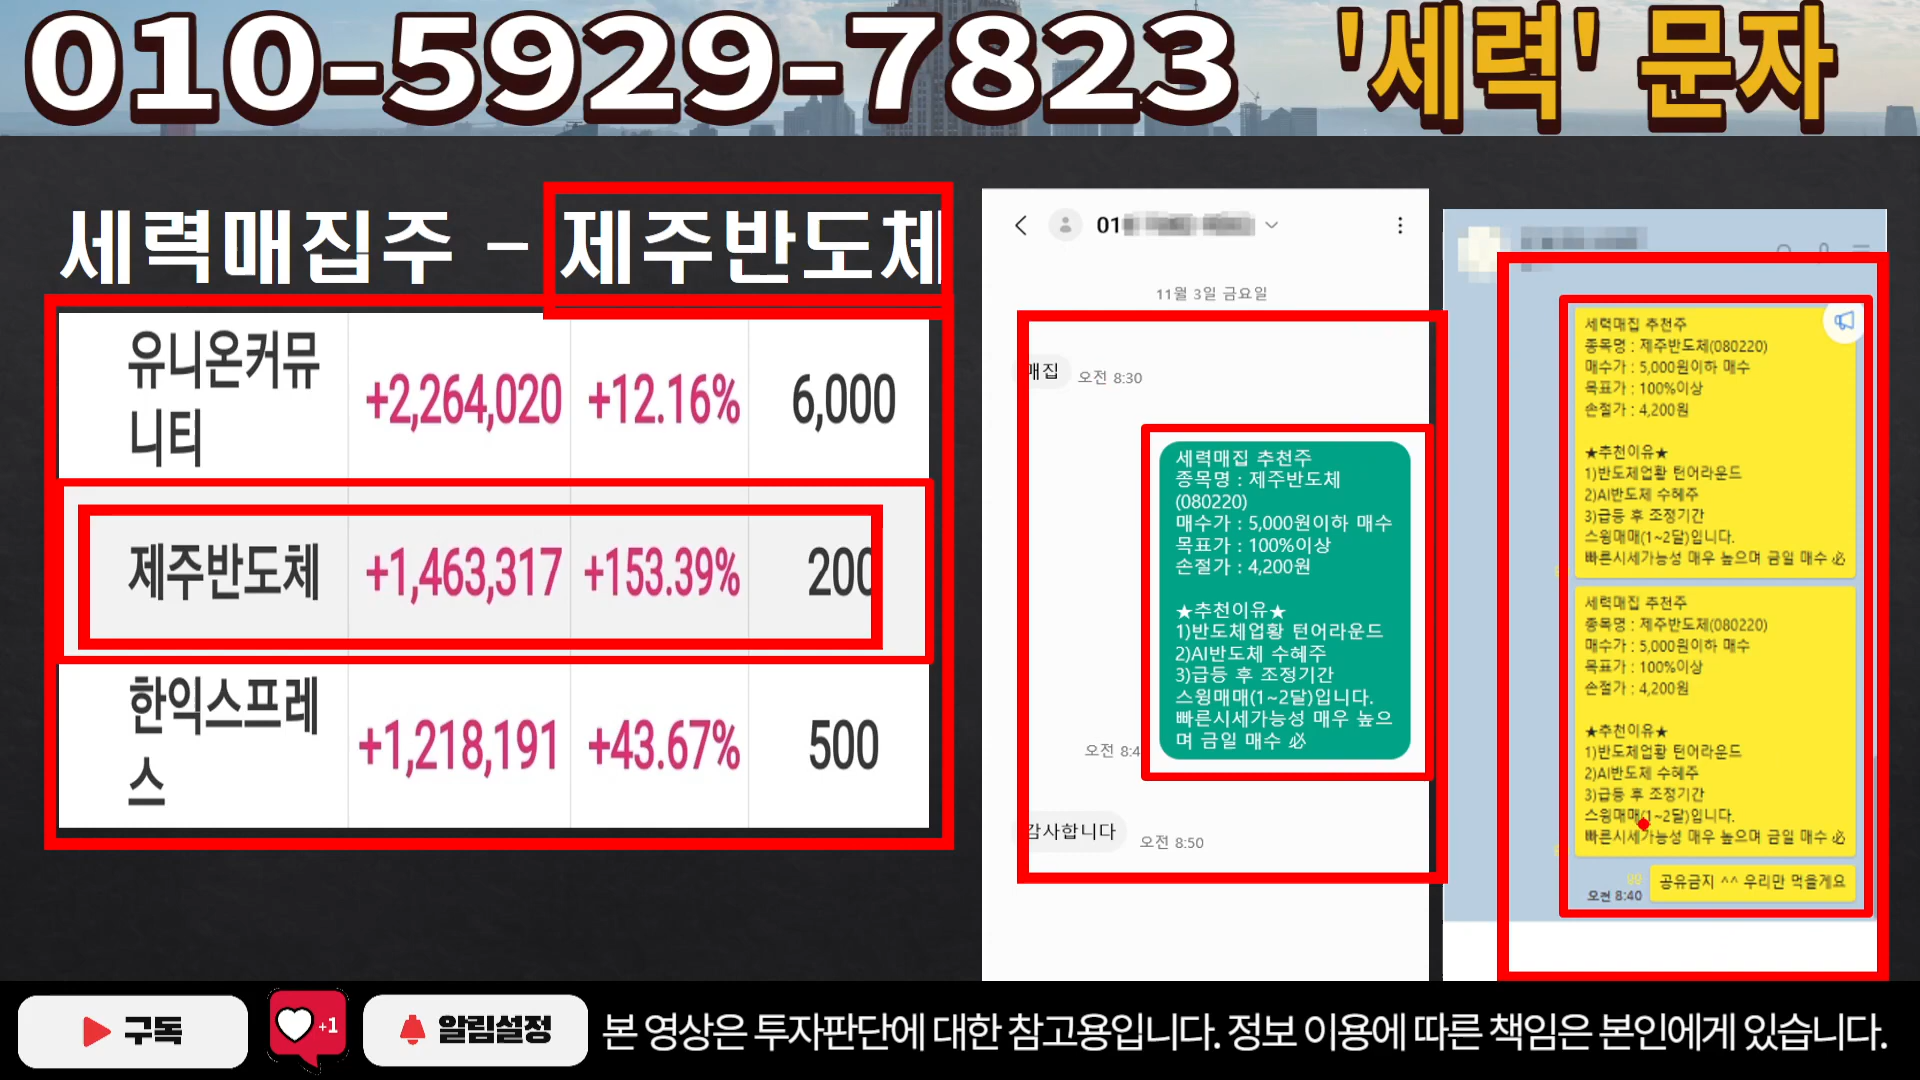 010-5929-7823 '세력' 문자
세력매집주 – 제주반도체
유니온커뮤
니티
+2,264,020 +12.16% 6,000
제주반도체 +1,463,317 +153.39% 200
한익스프레
스
+1,218,191 +43.67% 500
01
11월 3일 금요일
매집 오전 8:30
세력매집 추천주
종목명 : 제주반도체
(080220)
매수가 : 5,000원이하 매수
목표가 : 100%이상
손절가 : 4,200원
★추천이유★
1)반도체업황 턴어라운드
2)AI반도체 수혜주
3)급등 후 조정기간
스윙매매(1~2달)입니다.
빠른시세가능성 매우 높으
며 금일 매수 必
오전 8:4
감사합니다 오전 8:50
세력매집 추천주
종목명 : 제주반도체(080220)
매수가 : 5,000원이하 매수
목표가 : 100%이상
손절가 : 4,200원
★추천이유★
1)반도체업황 턴어라운드
2)AI반도체 수혜주
3)급등 후 조정기간
스윙매매(1~2달)입니다.
빠른시세가능성 매우 높으며 금일 매수 必
세력매집 추천주
종목명 : 제주반도체(080220)
매수가 : 5,000원이하 매수
목표가 : 100%이상
손절가 : 4,200원
★추천이유★
1)반도체업황 턴어라운드
2)AI반도체 수혜주
3)급등 후 조정기간
스윙매매(1~2달)입니다.
빠른시세가능성 매우 높으며 금일 매수 必
오전 8:40 공유금지 ^^ 우리만 먹을게요
구독 +1 알림설정 본 영상은 투자판단에 대한 참고용입니다. 정보 이용에 따른 책임은 본인에게 있습니다.